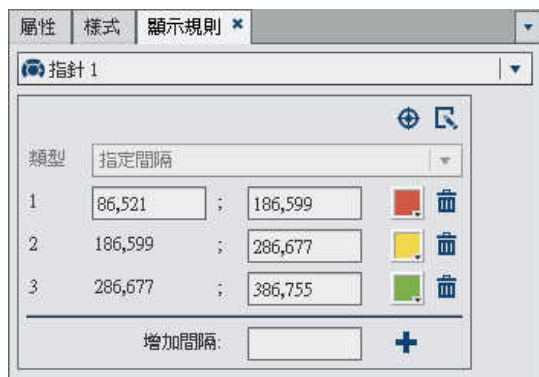 屬性 樣式 顯示規則 ×
指針 1
類型 指定間隔
1 86,521 ; 186,599
2 186,599 ; 286,677
3 286,677 ; 386,755
增加間隔: